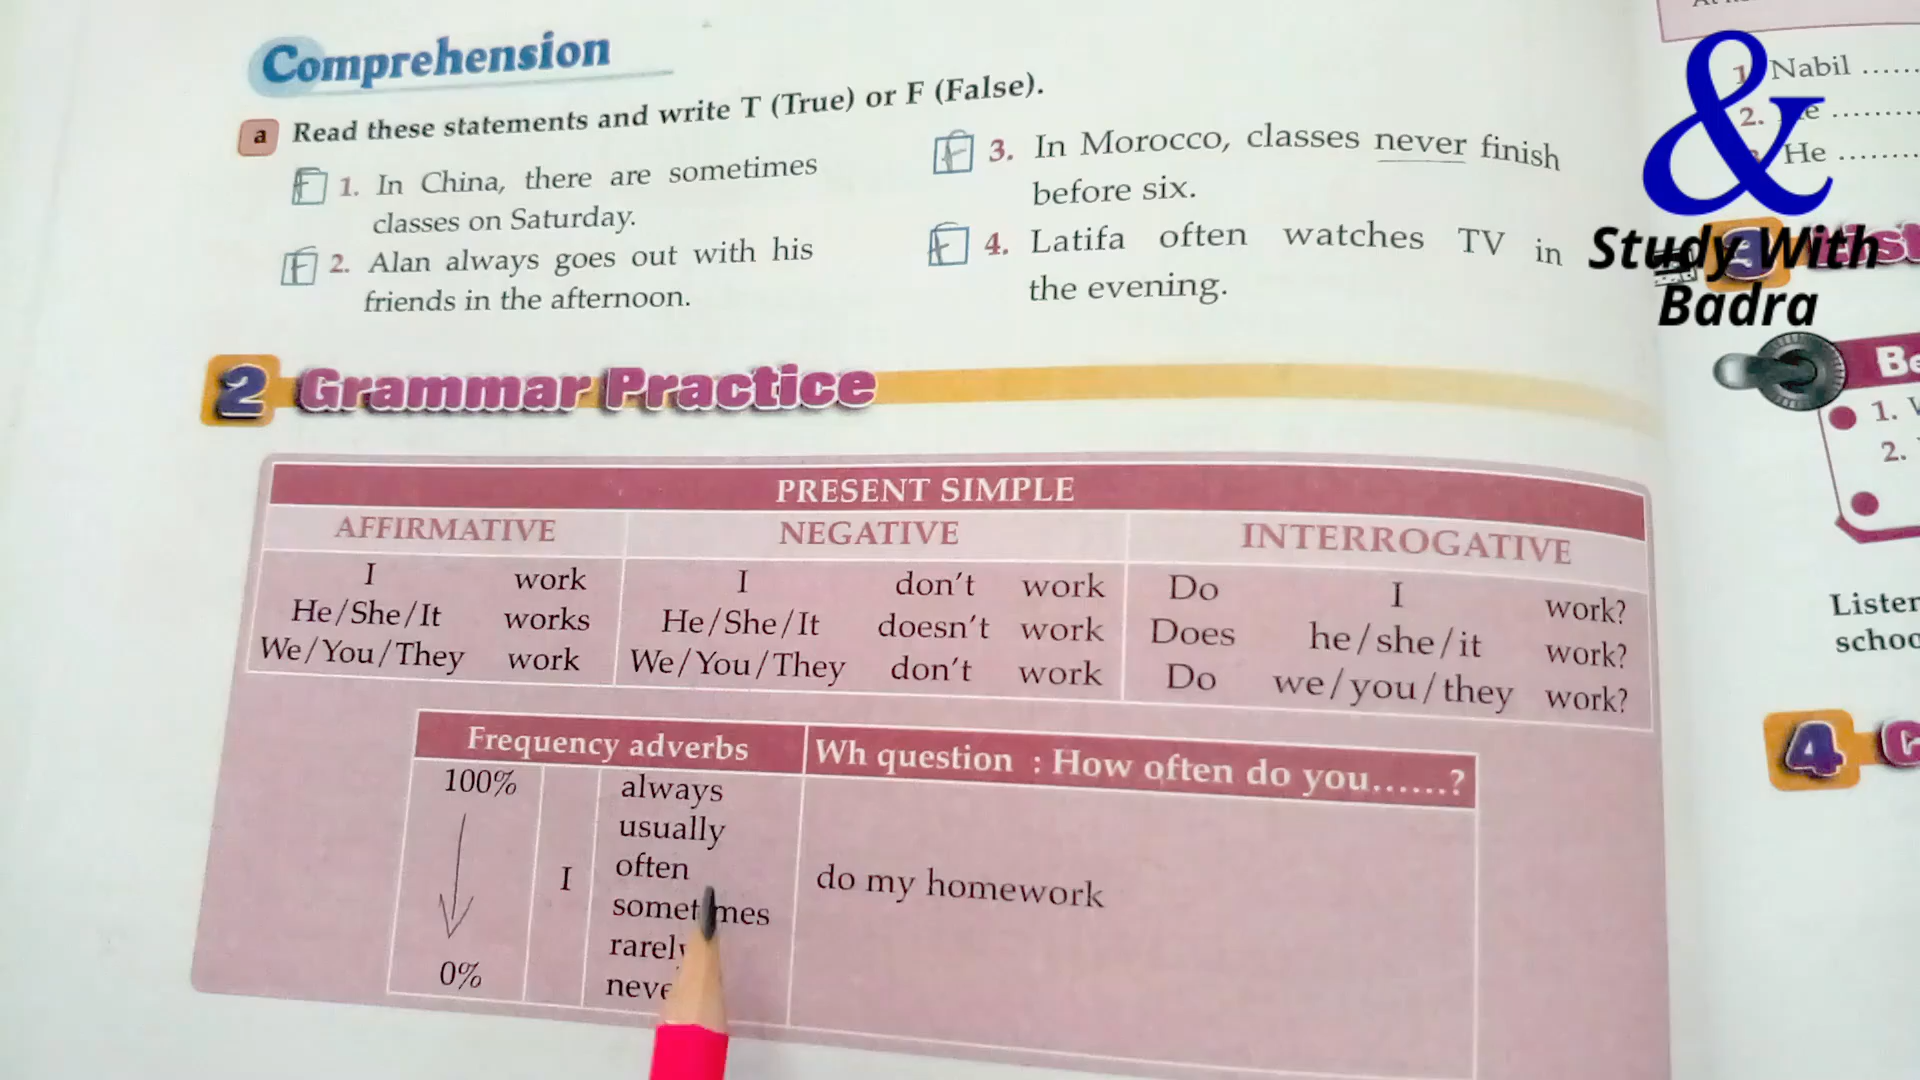 Comprehension
a Read these statements and write T (True) or F (False).
F 1. In China, there are sometimes
classes on Saturday.
F 2. Alan always goes out with his
friends in the afternoon.
F 3. In Morocco, classes never finish
before six.
4. Latifa often watches TV in
the evening.
2 Grammar Practice
PRESENT SIMPLE
AFFIRMATIVE NEGATIVE INTERROGATIVE
I work I don't work Do I work?
He/She/It works He/She/It doesn't work Does he/she/it work?
We/You/They work We/You/They don't work Do we/you/they work?
Frequency adverbs Wh question : How often do you......?
100% always
usually
often
I do my homework
sometimes
rarely
0% never
1. Nabil ......
2. He ........
He ........
&
Study With
Badra
1.
2.
Listen
4